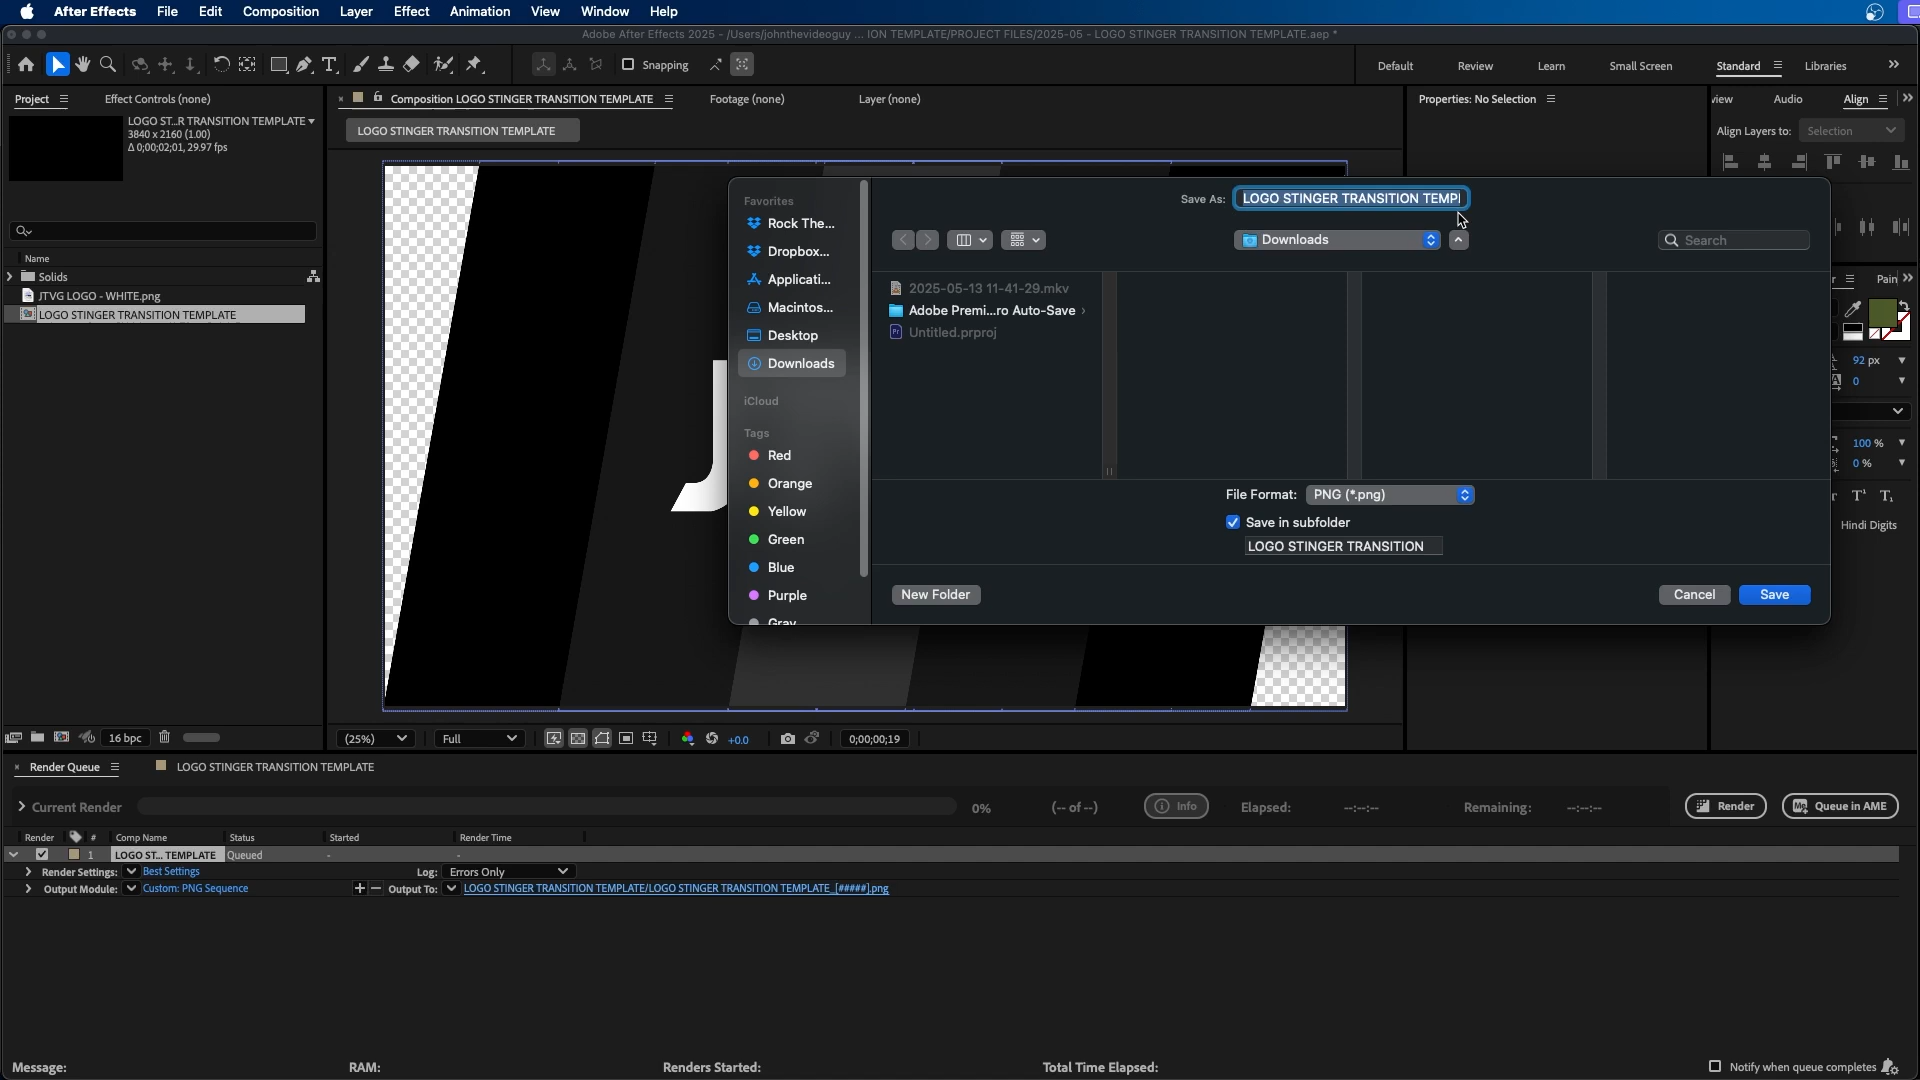 After Effects File Edit Composition Layer Effect Animation View Window Help
Adobe After Effects 2025 - /Users/johnthevideoguy ... ION TEMPLATE/PROJECT FILES/2025-05 - LOGO STINGER TRANSITION TEMPLATE.aep *
Snapping
Default Review Learn Small Screen Standard Libraries
Project Effect Controls (none)
Composition LOGO STINGER TRANSITION TEMPLATE Footage (none) Layer (none)
Properties: No Selection
Audio Align
LOGO ST...R TRANSITION TEMPLATE
3840 x 2160 (1.00)
Δ 0;00;02;01, 29.97 fps
LOGO STINGER TRANSITION TEMPLATE
Align Layers to: Selection
Name
Solids
JTVG LOGO - WHITE.png
LOGO STINGER TRANSITION TEMPLATE
Favorites
Rock The...
Dropbox...
Applicati...
Macintos...
Desktop
Downloads
iCloud
Tags
Red
Orange
Yellow
Green
Blue
Purple
Gray
Save As: LOGO STINGER TRANSITION TEMPL
Downloads
Search
2025-05-13 11-41-29.mkv
Adobe Premi...ro Auto-Save
Untitled.prproj
File Format: PNG (*.png)
Save in subfolder
LOGO STINGER TRANSITION
New Folder Cancel Save
92 px
0
100 %
0 %
Hindi Digits
16 bpc
(25%) Full +0.0 0;00;00;19
Render Queue LOGO STINGER TRANSITION TEMPLATE
Current Render 0% (-- of --) Info Elapsed: --:--:-- Remaining: --:--:-- Render Queue in AME
Render # Comp Name Status Started Render Time
1 LOGO ST... TEMPLATE Queued - -
Render Settings: Best Settings Log: Errors Only
Output Module: Custom: PNG Sequence Output To: LOGO STINGER TRANSITION TEMPLATE/LOGO STINGER TRANSITION TEMPLATE_[#####].png
Message: RAM: Renders Started: Total Time Elapsed: Notify when queue completes